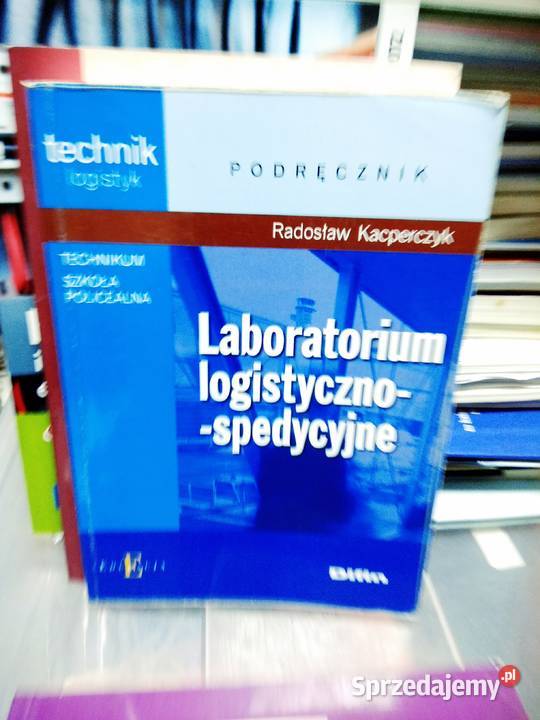 technik
logistyk
PODRĘCZNIK
Radosław Kacperczyk
TECHNIKUM
SZKOŁA
POLICEALNA
Laboratorium
logistyczno-
-spedycyjne
Difin
Sprzedajemy.pl